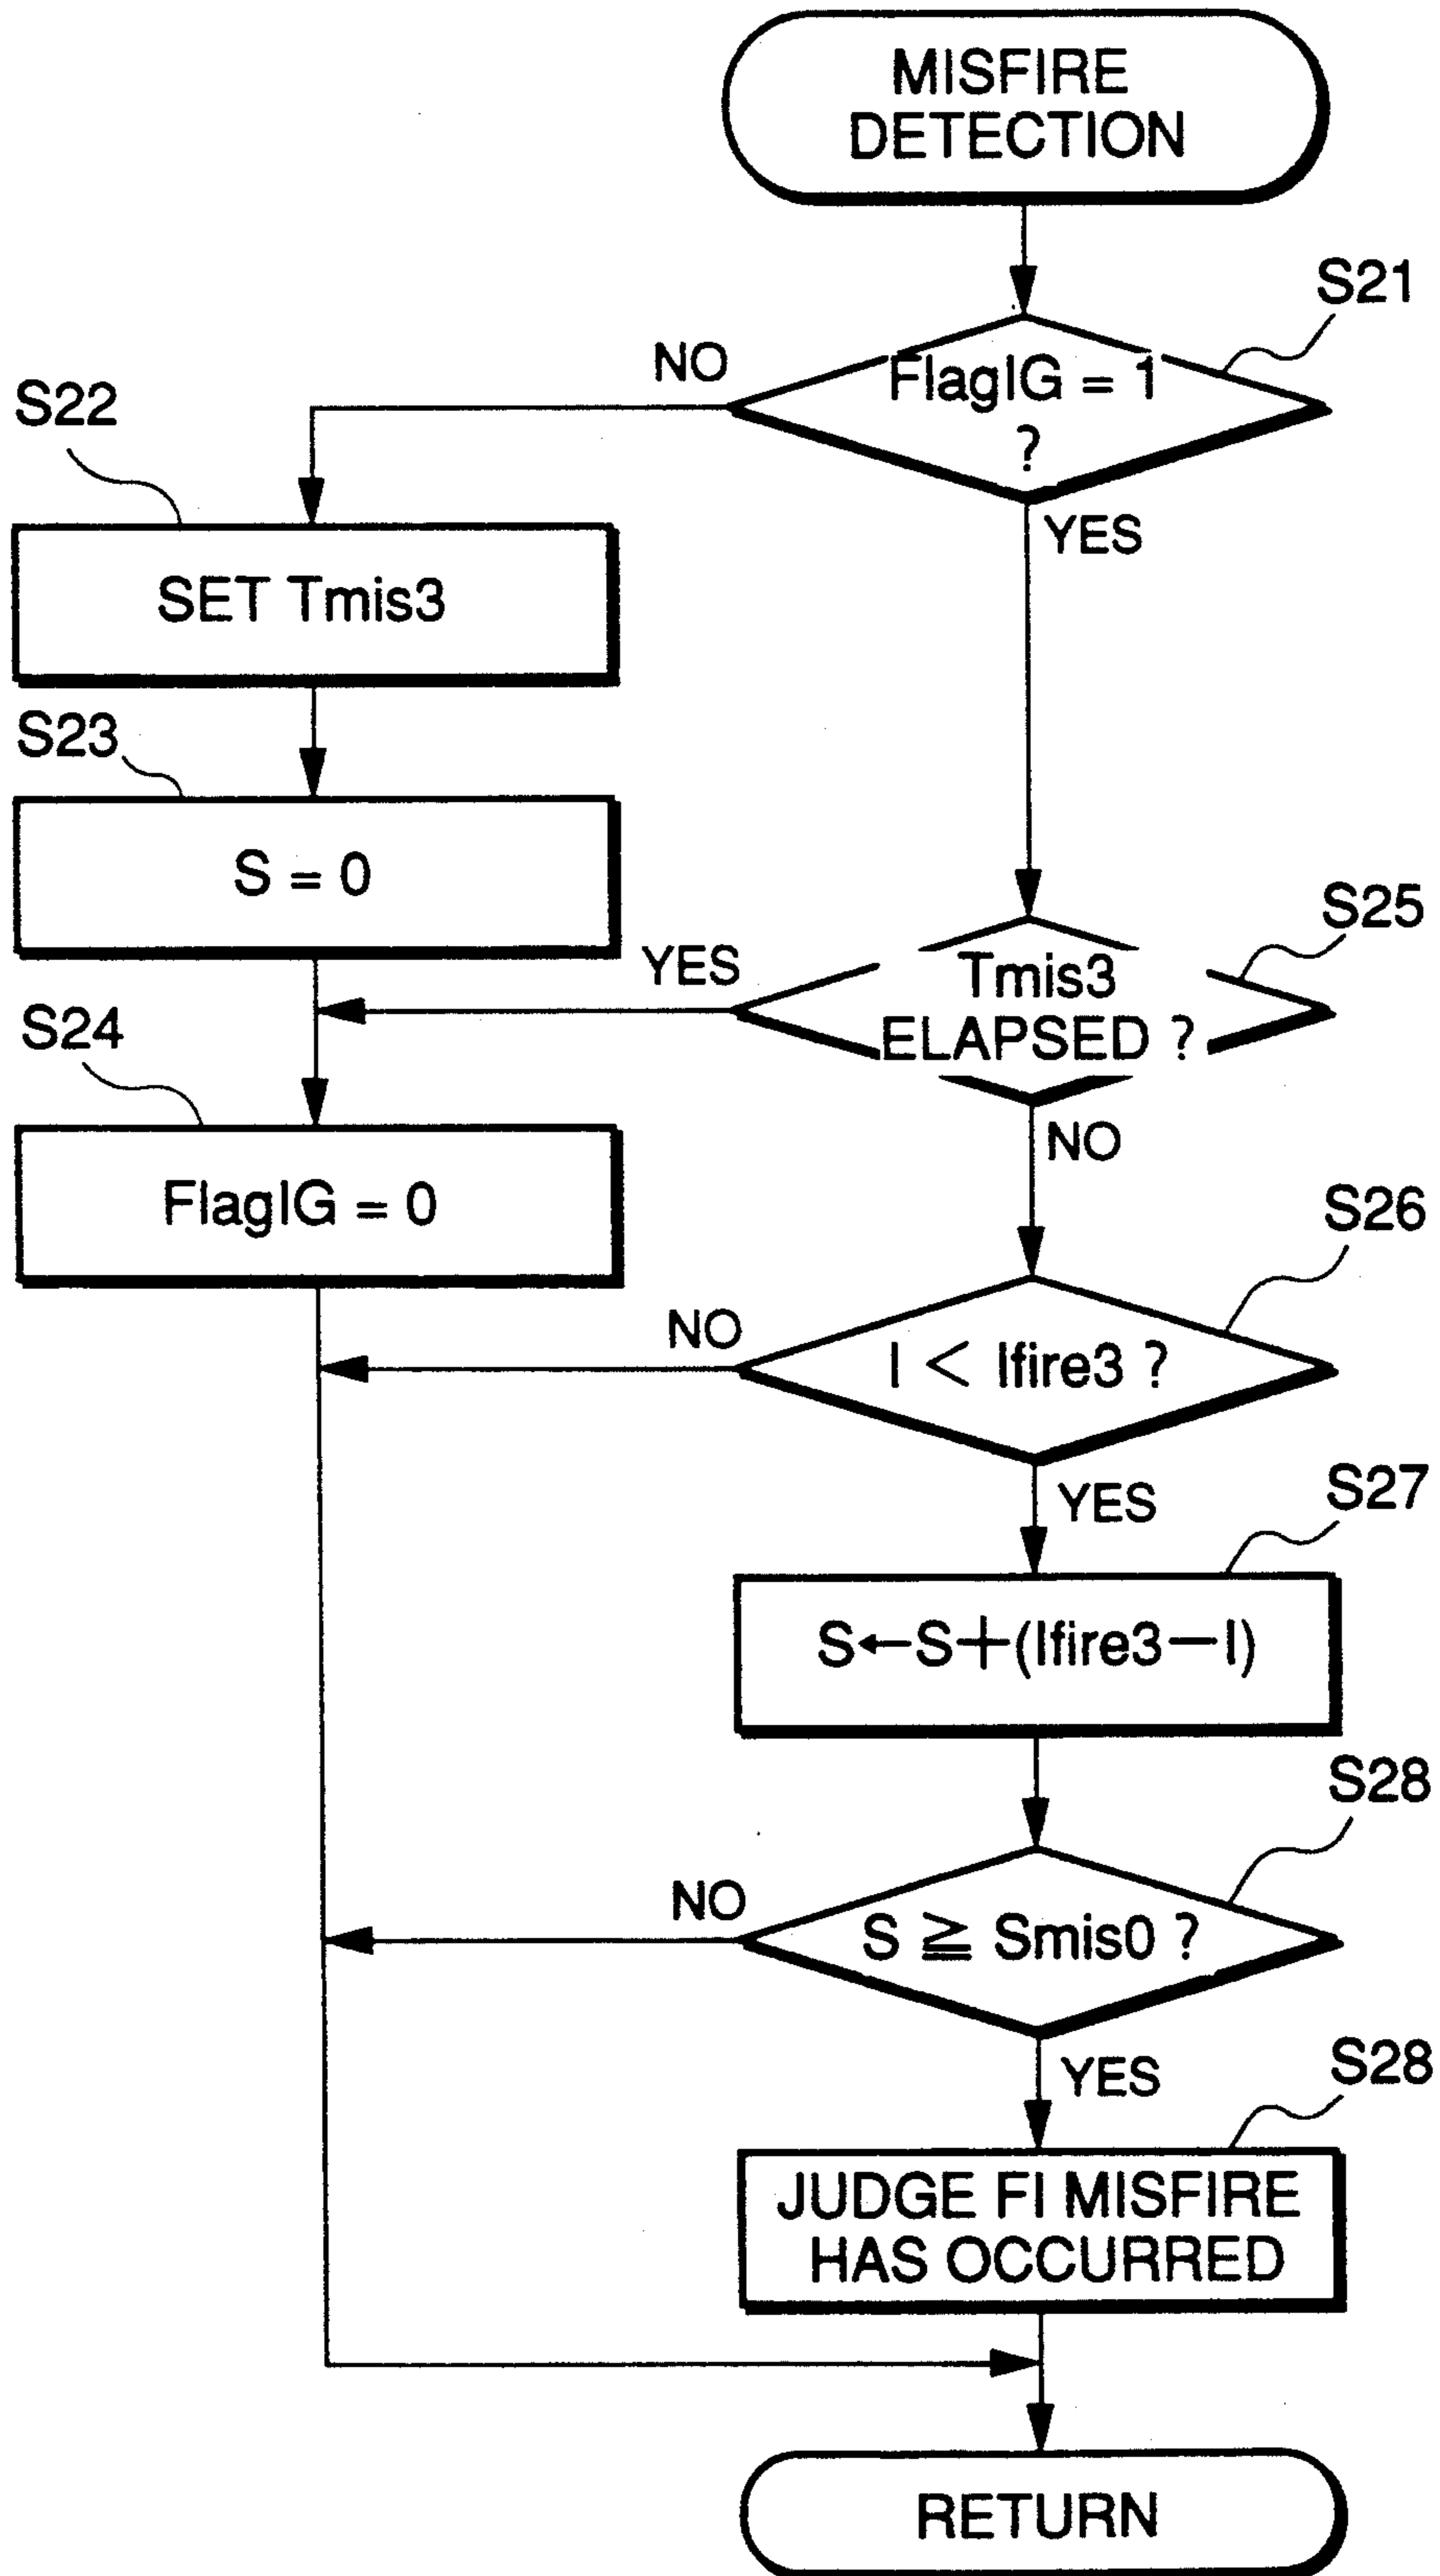 MISFIRE
DETECTION
S21
FlagIG = 1
?
NO
YES
S22
SET Tmis3
S23
S = 0
S25
Tmis3
ELAPSED ?
YES
NO
S24
FlagIG = 0
S26
I < Ifire3 ?
NO
YES
S27
S←S+(Ifire3−I)
S28
S ≧ Smis0 ?
NO
YES
S28
JUDGE FI MISFIRE
HAS OCCURRED
RETURN